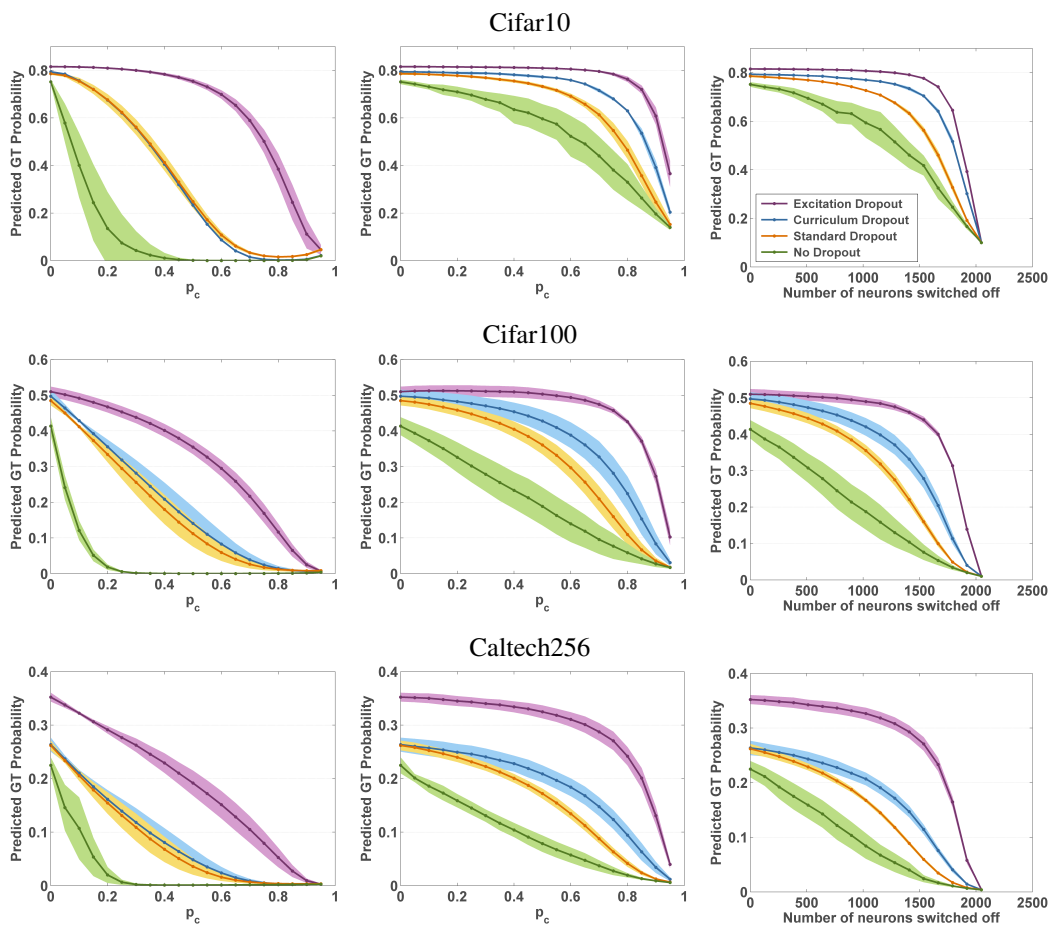 Cifar10
Predicted GT Probability
0.8
0.6
0.4
0.2
0
0 0.2 0.4 0.6 0.8 1
p_c
Predicted GT Probability
0.8
0.6
0.4
0.2
0
0 0.2 0.4 0.6 0.8 1
p_c
Predicted GT Probability
0.8
0.6
0.4
0.2
0
Excitation Dropout
Curriculum Dropout
Standard Dropout
No Dropout
0 500 1000 1500 2000 2500
Number of neurons switched off
Cifar100
Predicted GT Probability
0.6
0.5
0.4
0.3
0.2
0.1
0
0 0.2 0.4 0.6 0.8 1
p_c
Predicted GT Probability
0.6
0.5
0.4
0.3
0.2
0.1
0
0 0.2 0.4 0.6 0.8 1
p_c
Predicted GT Probability
0.6
0.5
0.4
0.3
0.2
0.1
0
0 500 1000 1500 2000 2500
Number of neurons switched off
Caltech256
Predicted GT Probability
0.4
0.3
0.2
0.1
0
0 0.2 0.4 0.6 0.8 1
p_c
Predicted GT Probability
0.4
0.3
0.2
0.1
0
0 0.2 0.4 0.6 0.8 1
p_c
Predicted GT Probability
0.4
0.3
0.2
0.1
0
0 500 1000 1500 2000 2500
Number of neurons switched off